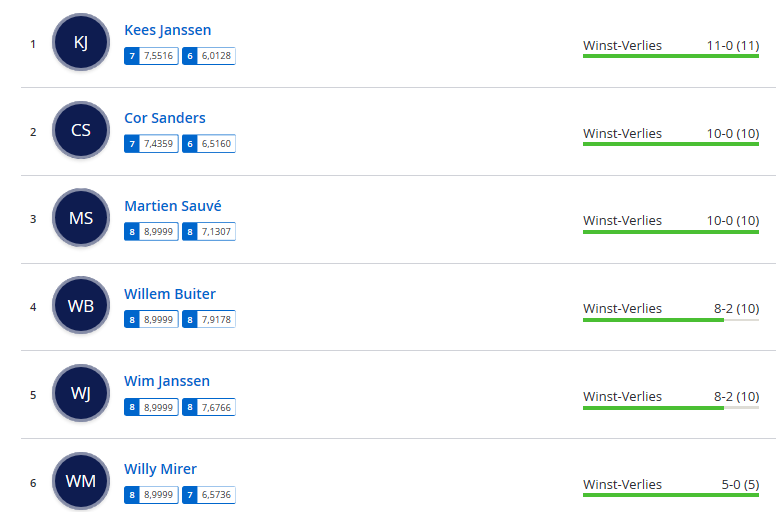 1 KJ Kees Janssen
7 7,5516 6 6,0128
Winst-Verlies 11-0 (11)
2 CS Cor Sanders
7 7,4359 6 6,5160
Winst-Verlies 10-0 (10)
3 MS Martien Sauvé
8 8,9999 8 7,1307
Winst-Verlies 10-0 (10)
4 WB Willem Buiter
8 8,9999 8 7,9178
Winst-Verlies 8-2 (10)
5 WJ Wim Janssen
8 8,9999 8 7,6766
Winst-Verlies 8-2 (10)
6 WM Willy Mirer
8 8,9999 7 6,5736
Winst-Verlies 5-0 (5)